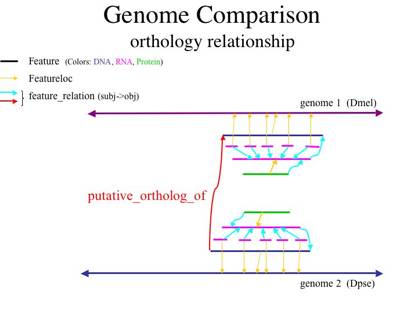 Genome Comparison
orthology relationship
Feature (Colors: DNA, RNA, Protein)
Featureloc
feature_relation (subj->obj)
genome 1 (Dmel)
putative_ortholog_of
genome 2 (Dpse)